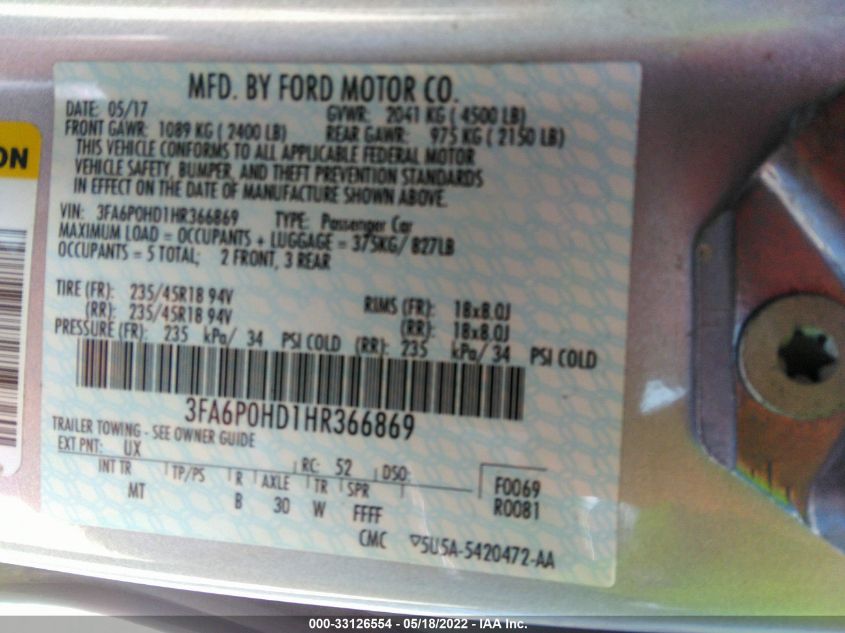 ON
MFD. BY FORD MOTOR CO.
DATE: 05/17 GVWR: 2041 KG ( 4500 LB)
FRONT GAWR: 1089 KG ( 2400 LB) REAR GAWR: 975 KG ( 2150 LB)
THIS VEHICLE CONFORMS TO ALL APPLICABLE FEDERAL MOTOR
VEHICLE SAFETY, BUMPER, AND THEFT PREVENTION STANDARDS
IN EFFECT ON THE DATE OF MANUFACTURE SHOWN ABOVE.
VIN: 3FA6P0HD1HR366869 TYPE: Passenger Car
MAXIMUM LOAD = OCCUPANTS + LUGGAGE = 375KG/ 827LB
OCCUPANTS = 5 TOTAL; 2 FRONT, 3 REAR
TIRE (FR): 235/45R18 94V RIMS (FR): 18x8.0J
(RR): 235/45R18 94V (RR): 18x8.0J
PRESSURE (FR): 235 kPa/ 34 PSI COLD (RR): 235 kPa/ 34 PSI COLD
3FA6P0HD1HR366869
TRAILER TOWING - SEE OWNER GUIDE
EXT PNT: UX RC: 52 DSO:
INT TR TP/PS R AXLE TR SPR F0069
MT B 30 W FFFF R0081
CMC ▽5U5A-5420472-AA
000-33126554 - 05/18/2022 - IAA Inc.